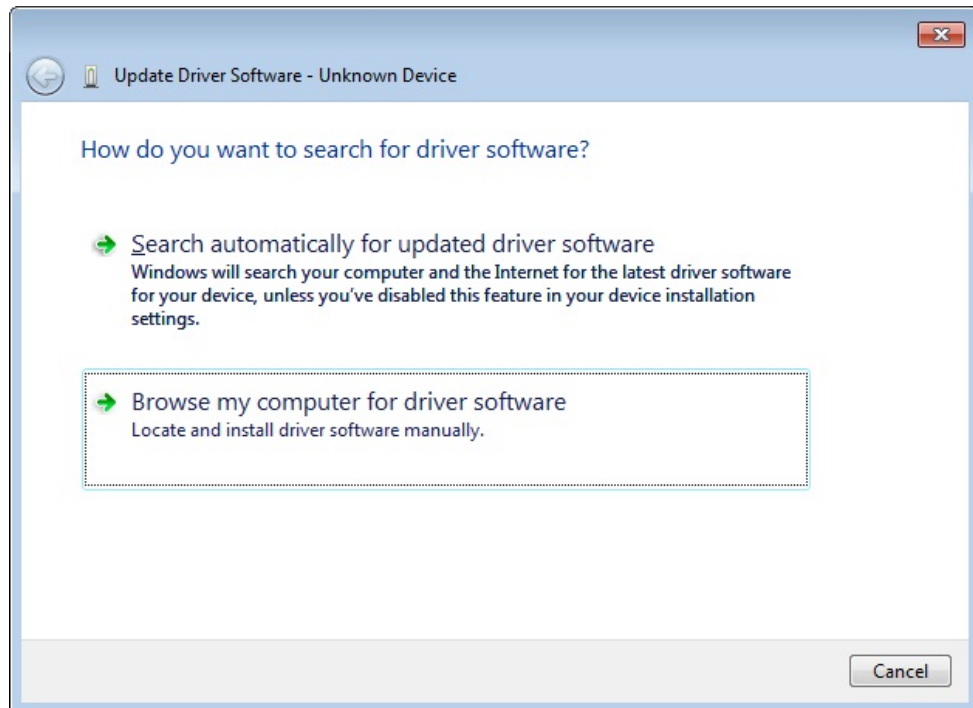 Update Driver Software - Unknown Device
How do you want to search for driver software?
Search automatically for updated driver software
Windows will search your computer and the Internet for the latest driver software
for your device, unless you've disabled this feature in your device installation
settings.
Browse my computer for driver software
Locate and install driver software manually.
Cancel